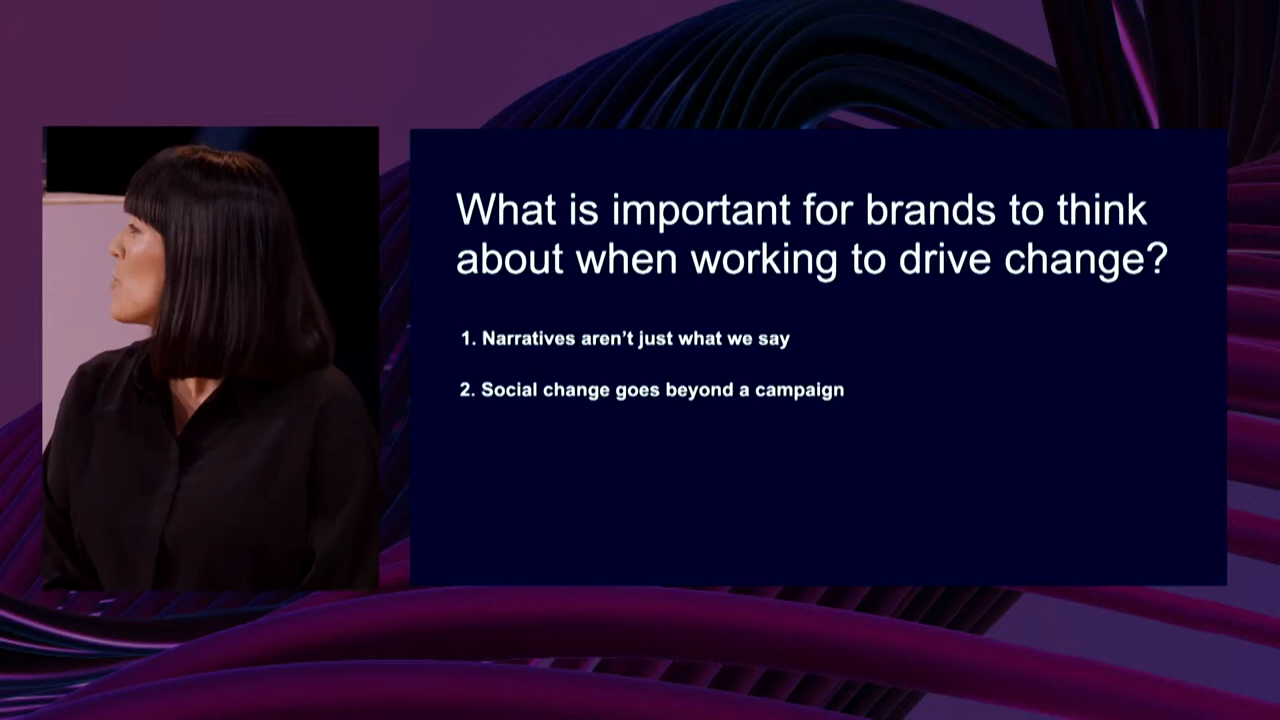 What is important for brands to think
about when working to drive change?
1. Narratives aren’t just what we say
2. Social change goes beyond a campaign